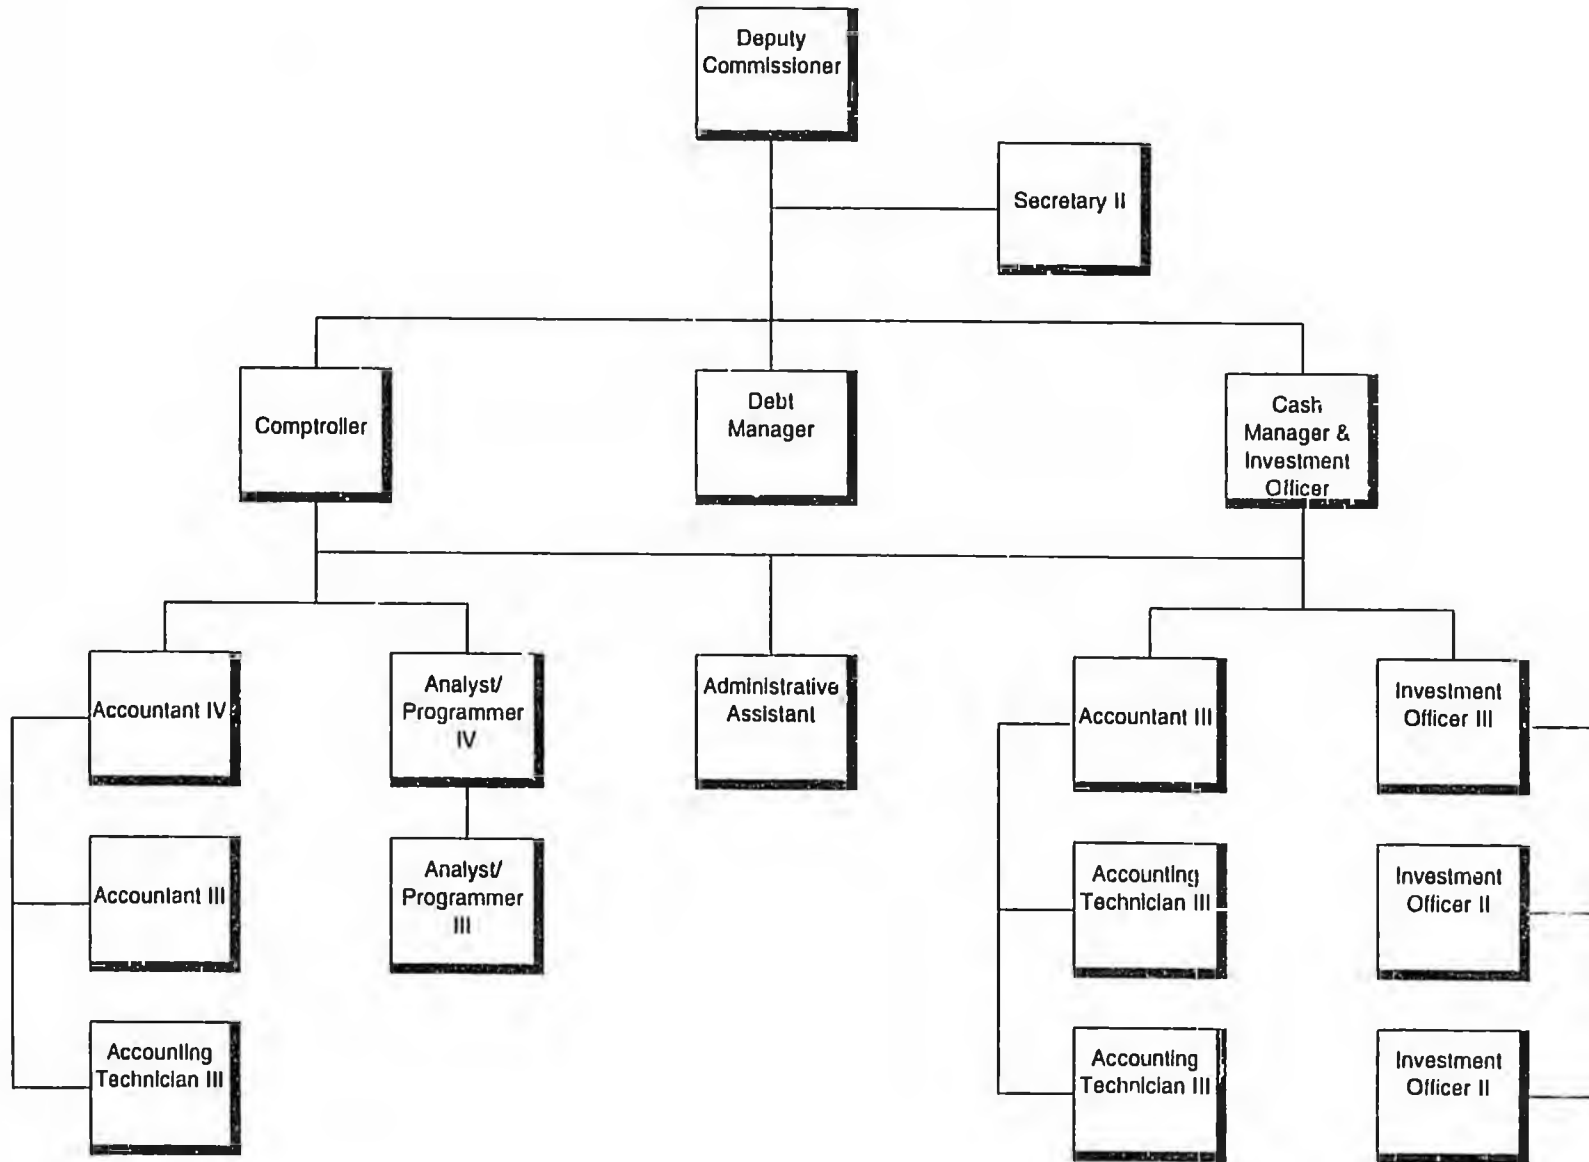 Deputy
Commissioner
Secretary II
Comptroller
Debt
Manager
Cash
Manager &
Investment
Officer
Accountant IV
Analyst/
Programmer
IV
Administrative
Assistant
Accountant III
Investment
Officer III
Accountant III
Analyst/
Programmer
III
Accounting
Technician III
Investment
Officer II
Accounting
Technician III
Accounting
Technician III
Investment
Officer II